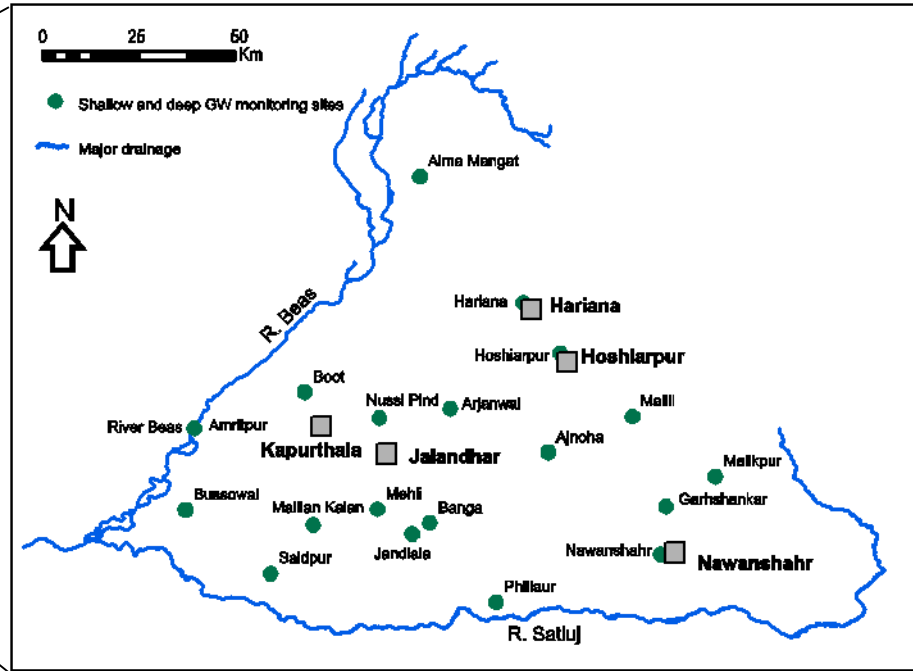 0 25 50
Km
Shallow and deep GW monitoring sites
Major drainage
N
Alma Mangat
R. Beas
Hariana
Hariana
Hoshiarpur
Hoshiarpur
Boot
Nussi Pind
Arjanwal
Malli
River Beas
Amritpur
Kapurthala
Jalandhar
Ajnoha
Malikpur
Bussowal
Mallian Kalan
Mehli
Banga
Garhshankar
Jandiala
Nawanshahr
Nawanshahr
Saidpur
Phillaur
R. Satluj